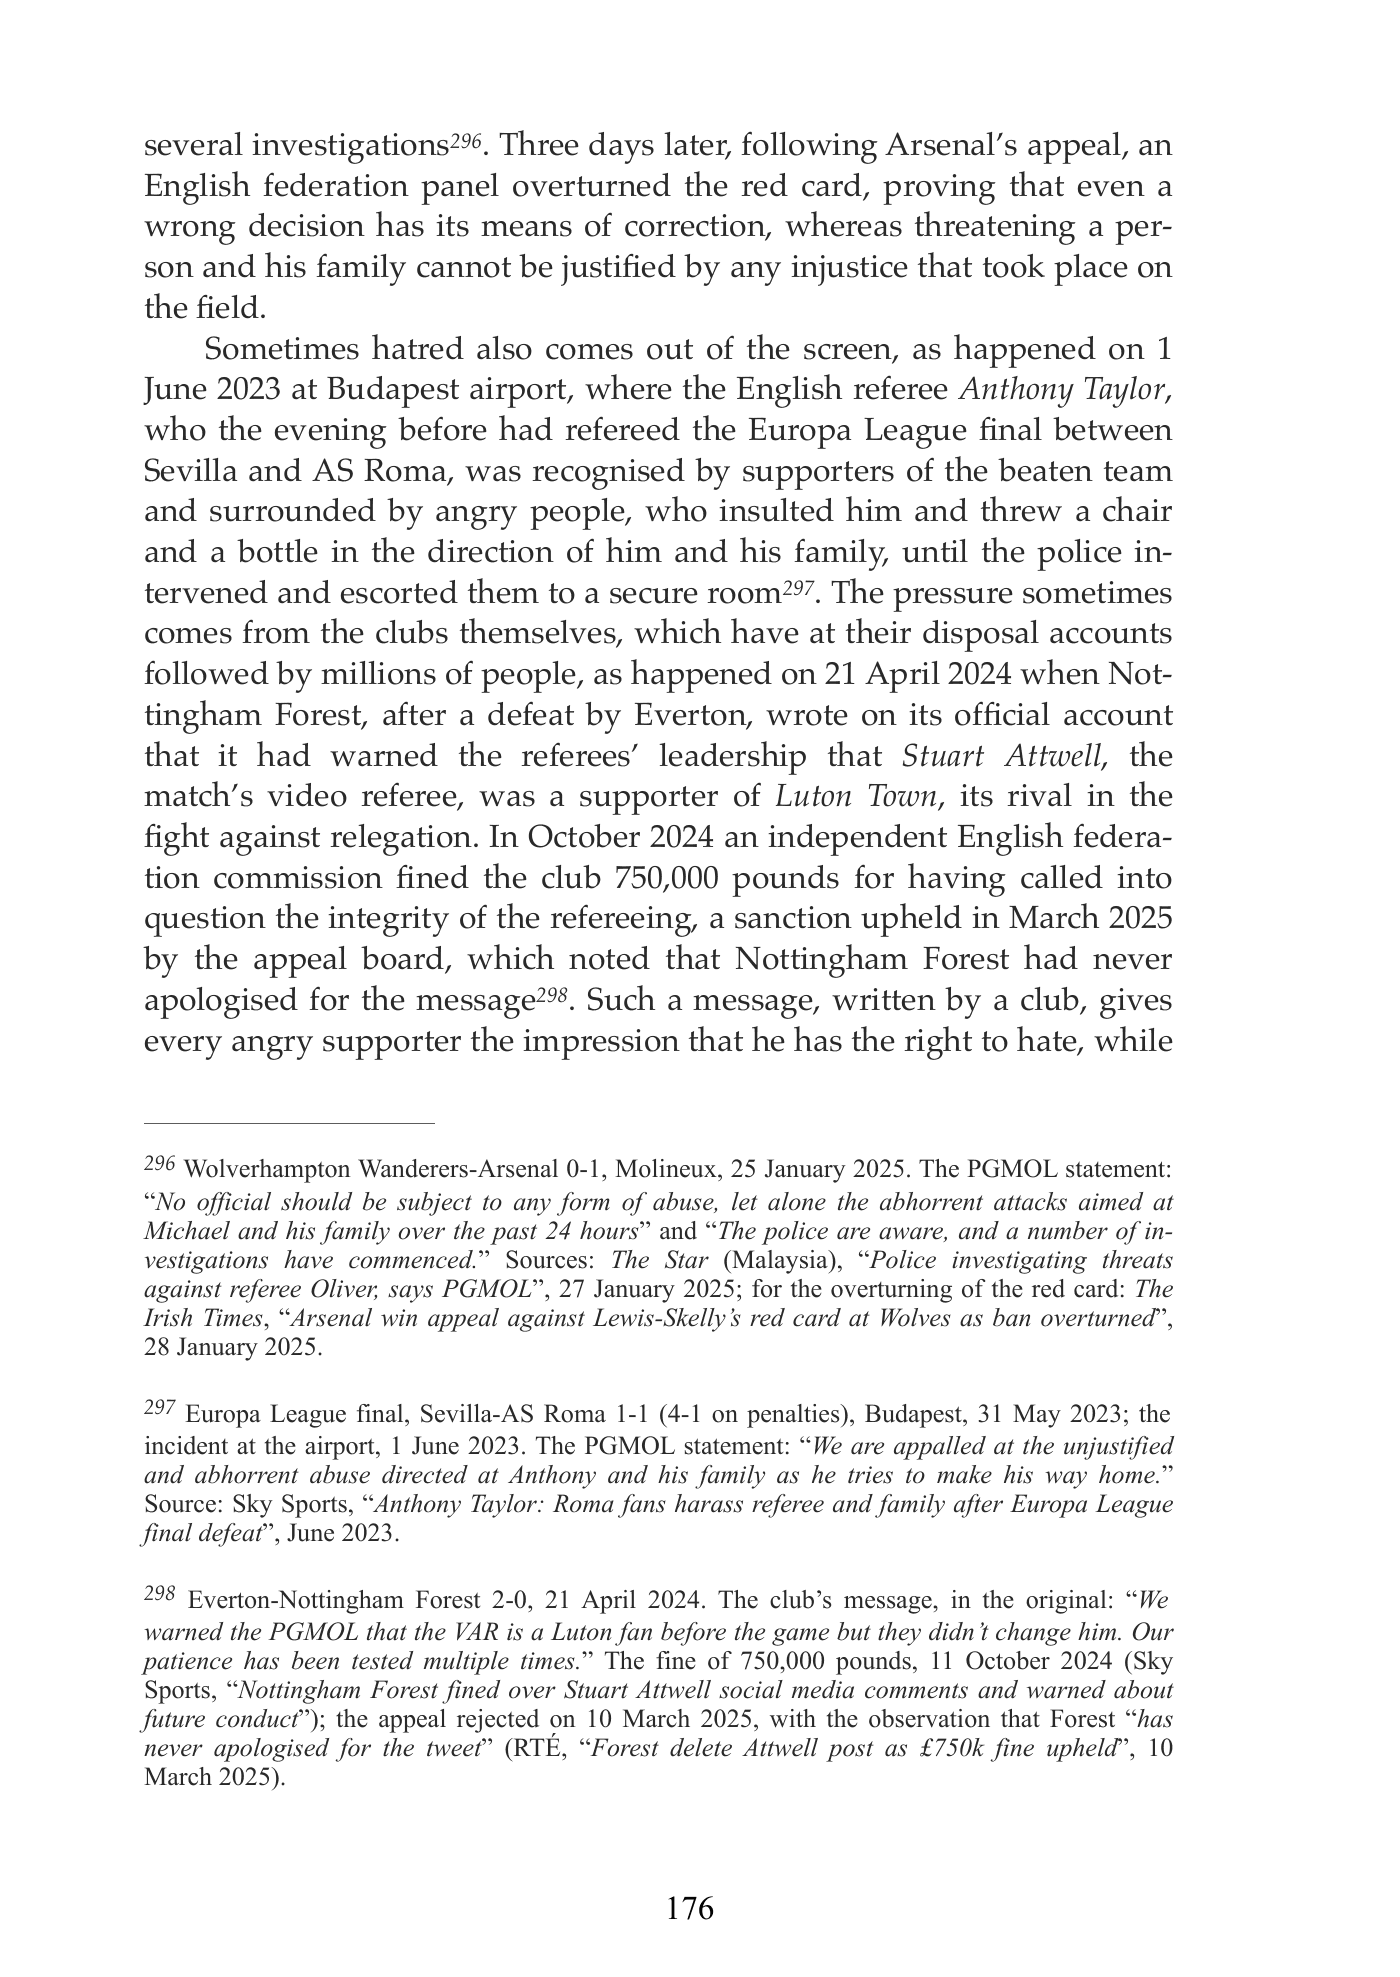 several investigations296. Three days later, following Arsenal’s appeal, an
English federation panel overturned the red card, proving that even a
wrong decision has its means of correction, whereas threatening a per-
son and his family cannot be justified by any injustice that took place on
the field.
Sometimes hatred also comes out of the screen, as happened on 1
June 2023 at Budapest airport, where the English referee Anthony Taylor,
who the evening before had refereed the Europa League final between
Sevilla and AS Roma, was recognised by supporters of the beaten team
and surrounded by angry people, who insulted him and threw a chair
and a bottle in the direction of him and his family, until the police in-
tervened and escorted them to a secure room297. The pressure sometimes
comes from the clubs themselves, which have at their disposal accounts
followed by millions of people, as happened on 21 April 2024 when Not-
tingham Forest, after a defeat by Everton, wrote on its official account
that it had warned the referees’ leadership that Stuart Attwell, the
match’s video referee, was a supporter of Luton Town, its rival in the
fight against relegation. In October 2024 an independent English federa-
tion commission fined the club 750,000 pounds for having called into
question the integrity of the refereeing, a sanction upheld in March 2025
by the appeal board, which noted that Nottingham Forest had never
apologised for the message298. Such a message, written by a club, gives
every angry supporter the impression that he has the right to hate, while
296 Wolverhampton Wanderers-Arsenal 0-1, Molineux, 25 January 2025. The PGMOL statement:
“No official should be subject to any form of abuse, let alone the abhorrent attacks aimed at
Michael and his family over the past 24 hours” and “The police are aware, and a number of in-
vestigations have commenced.” Sources: The Star (Malaysia), “Police investigating threats
against referee Oliver, says PGMOL”, 27 January 2025; for the overturning of the red card: The
Irish Times, “Arsenal win appeal against Lewis-Skelly’s red card at Wolves as ban overturned”,
28 January 2025.
297 Europa League final, Sevilla-AS Roma 1-1 (4-1 on penalties), Budapest, 31 May 2023; the
incident at the airport, 1 June 2023. The PGMOL statement: “We are appalled at the unjustified
and abhorrent abuse directed at Anthony and his family as he tries to make his way home.”
Source: Sky Sports, “Anthony Taylor: Roma fans harass referee and family after Europa League
final defeat”, June 2023.
298 Everton-Nottingham Forest 2-0, 21 April 2024. The club’s message, in the original: “We
warned the PGMOL that the VAR is a Luton fan before the game but they didn’t change him. Our
patience has been tested multiple times.” The fine of 750,000 pounds, 11 October 2024 (Sky
Sports, “Nottingham Forest fined over Stuart Attwell social media comments and warned about
future conduct”); the appeal rejected on 10 March 2025, with the observation that Forest “has
never apologised for the tweet” (RTÉ, “Forest delete Attwell post as £750k fine upheld”, 10
March 2025).
176